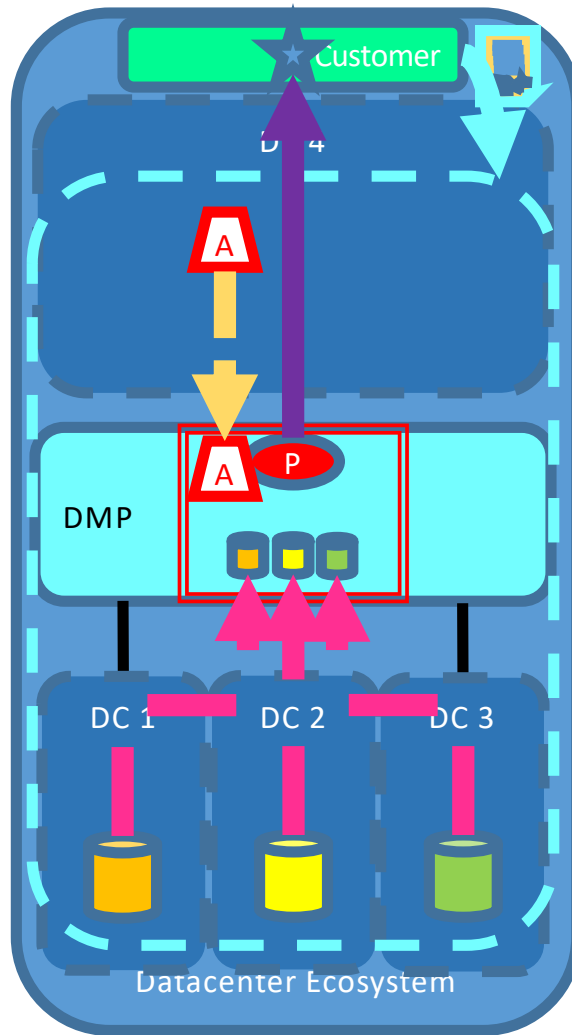 Customer
A
A
P
DMP
DC 1
DC 2
DC 3
Datacenter Ecosystem